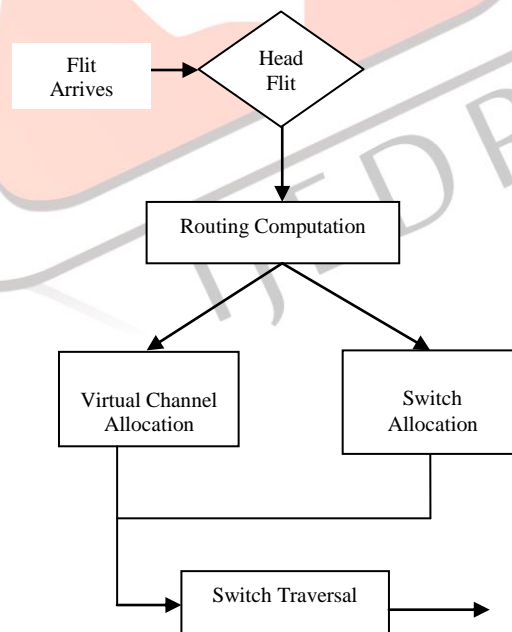 Flit
Arrives
Head
Flit
Routing Computation
Virtual Channel
Allocation
Switch
Allocation
Switch Traversal